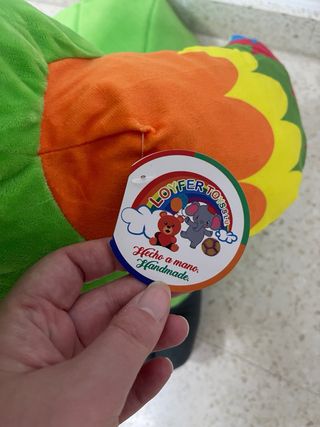 LOYFER TOYS S.L.U.
Hecho a mano.
Handmade.